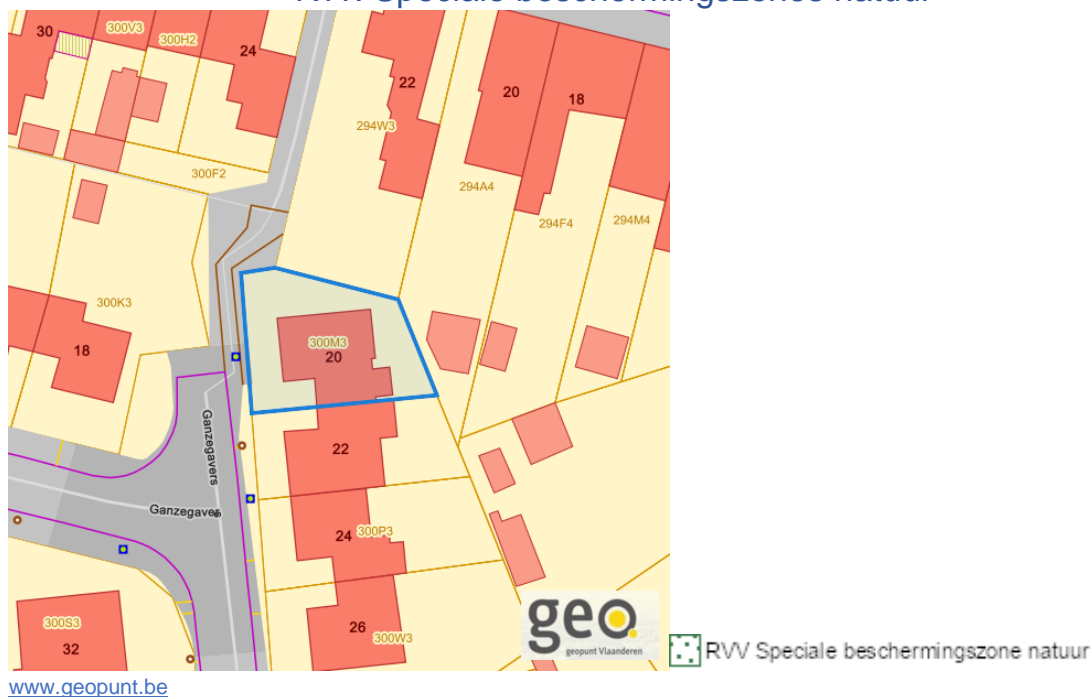 RVV Speciale beschermingszones natuur
30
300V3
300H2
24
22
20
18
294W3
300F2
294A4
294F4
294M4
300K3
18
300M3
20
Ganzegavers
22
Ganzegave
24
300P3
300S3
32
26
300W3
geo
geopunt Vlaanderen
RVV Speciale beschermingszone natuur
www.geopunt.be